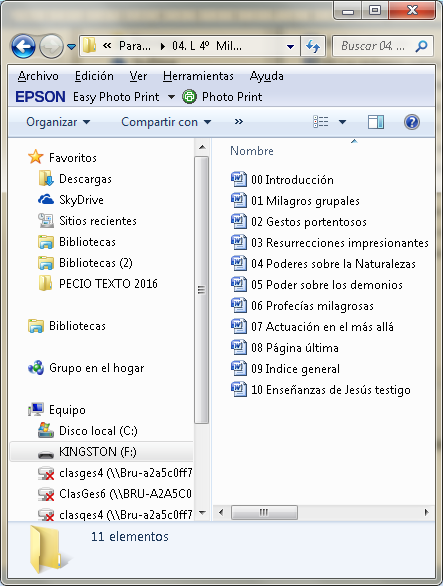 Para... ▸ 04. L 4º Mil...
Buscar 04. ...
Archivo Edición Ver Herramientas Ayuda
EPSON Easy Photo Print Photo Print
Organizar Compartir con »
Nombre
Favoritos
Descargas
SkyDrive
Sitios recientes
Bibliotecas
Bibliotecas (2)
PECIO TEXTO 2016
Bibliotecas
Grupo en el hogar
Equipo
Disco local (C:)
KINGSTON (F:)
clasges4 (\\Bru-a2a5c0ff7
ClasGes6 (\\BRU-A2A5C0
clasges4 (\\Bru-a2a5c0ff7
00 Introducción
01 Milagros grupales
02 Gestos portentosos
03 Resurrecciones impresionantes
04 Poderes sobre la Naturalezas
05 Poder sobre los demonios
06 Profecías milagrosas
07 Actuación en el más allá
08 Página última
09 Indice general
10 Enseñanzas de Jesús testigo
11 elementos